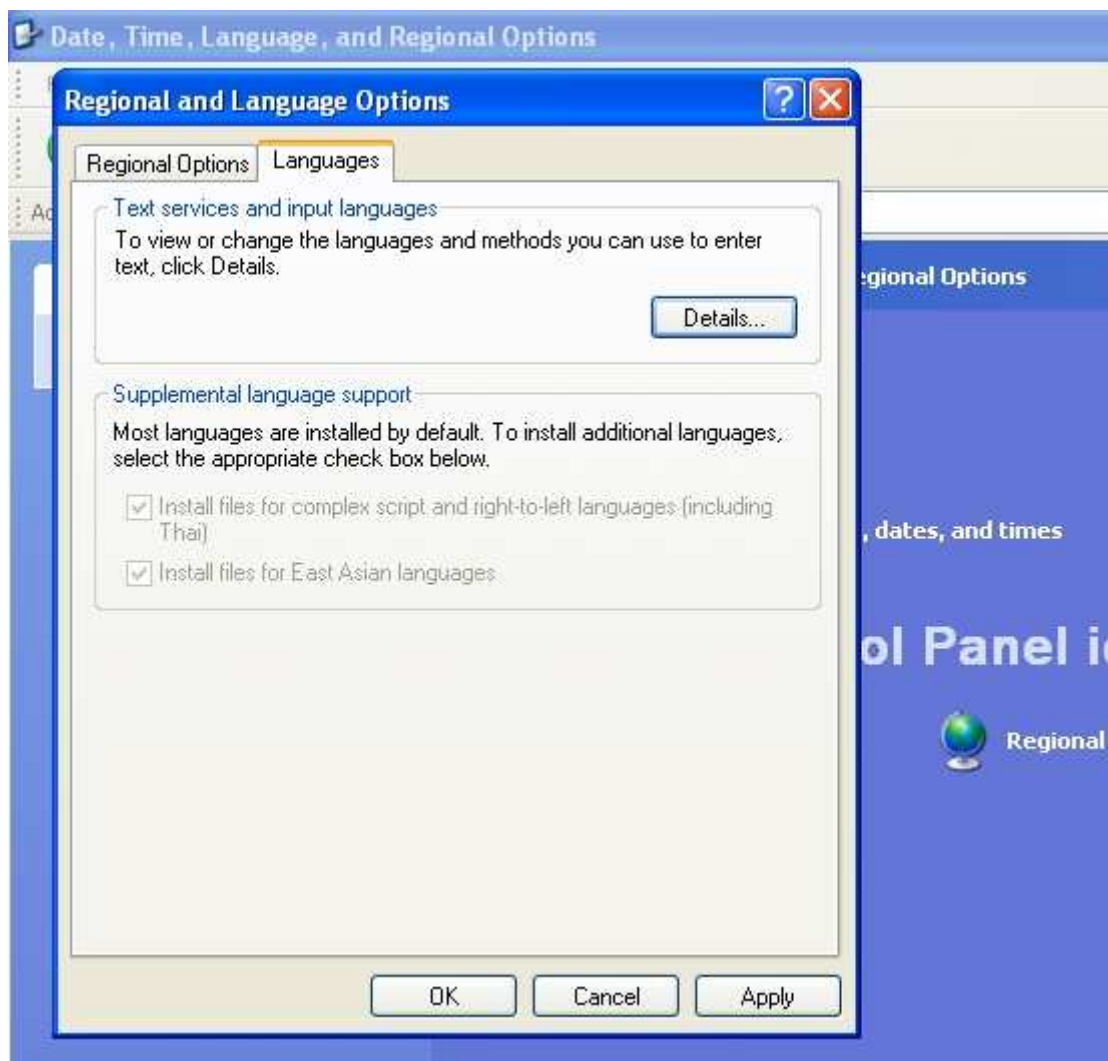 Date, Time, Language, and Regional Options
Regional and Language Options
Regional Options
Languages
Text services and input languages
To view or change the languages and methods you can use to enter
text, click Details.
Details...
Supplemental language support
Most languages are installed by default. To install additional languages,
select the appropriate check box below.
Install files for complex script and right-to-left languages (including
Thai)
Install files for East Asian languages
OK
Cancel
Apply
Regional Options
, dates, and times
Panel
Regional